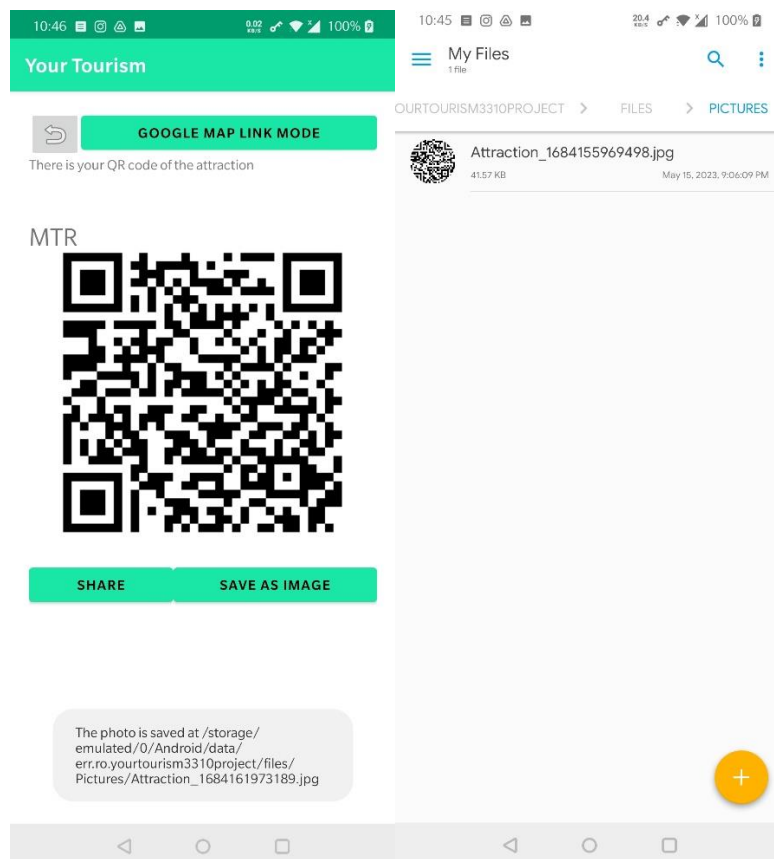 10:46
0.02 KB/S
100%
Your Tourism
GOOGLE MAP LINK MODE
There is your QR code of the attraction
MTR
SHARE
SAVE AS IMAGE
The photo is saved at /storage/
emulated/0/Android/data/
err.ro.yourtourism3310project/files/
Pictures/Attraction_1684161973189.jpg
10:45
20.4 KB/S
100%
My Files
1 file
OURTOURISM3310PROJECT > FILES > PICTURES
Attraction_1684155969498.jpg
41.57 KB
May 15, 2023, 9:06:09 PM